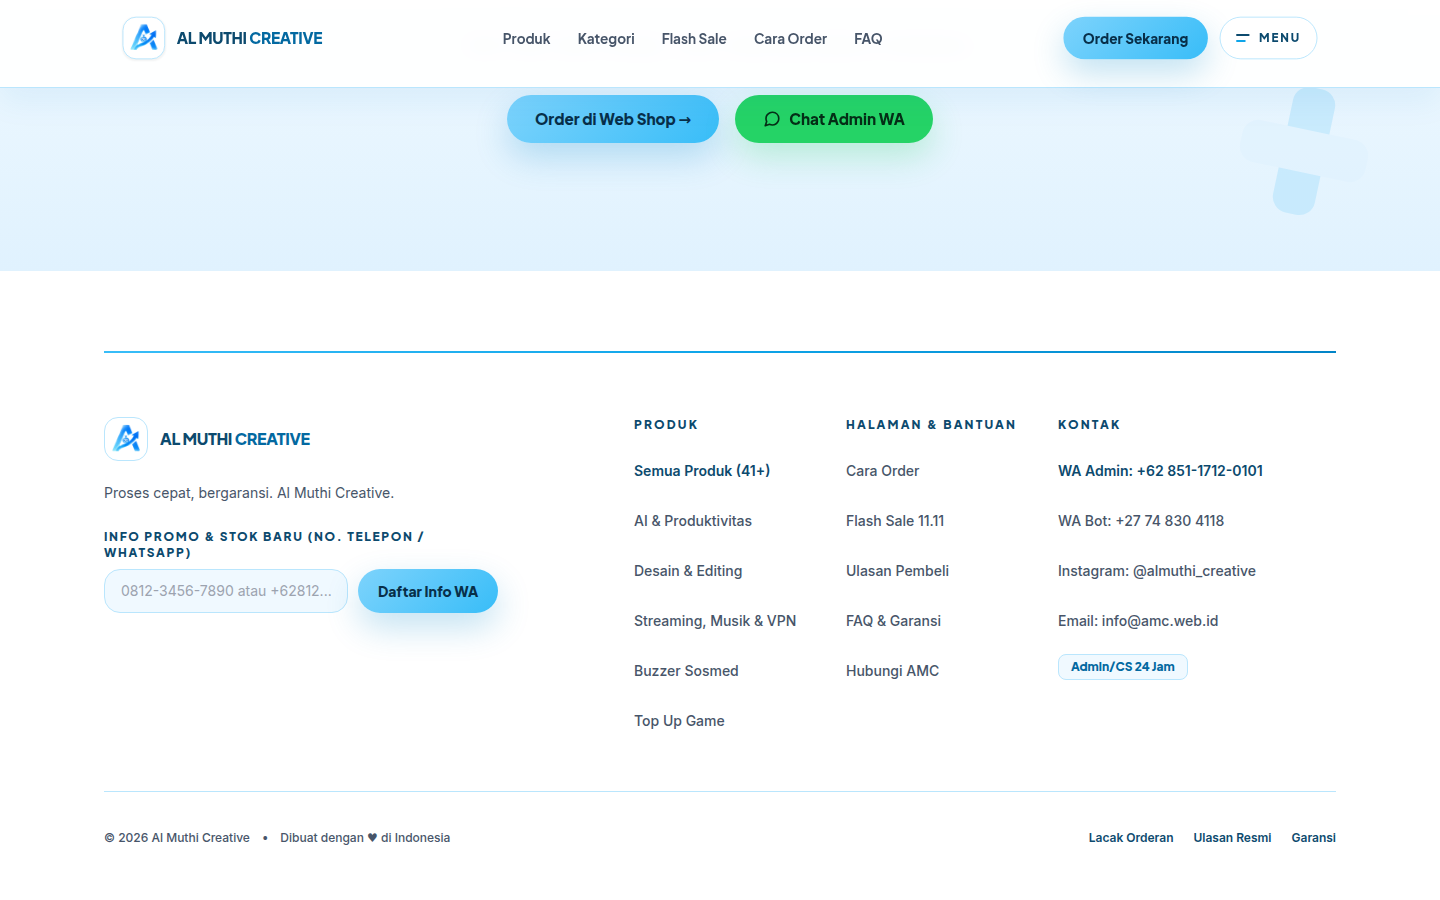 AL MUTHI CREATIVE
Produk
Kategori
Flash Sale
Cara Order
FAQ
Order Sekarang
MENU
Order di Web Shop →
Chat Admin WA
AL MUTHI CREATIVE
Proses cepat, bergaransi. Al Muthi Creative.
INFO PROMO & STOK BARU (NO. TELEPON /
WHATSAPP)
0812-3456-7890 atau +62812...
Daftar Info WA
PRODUK
Semua Produk (41+)
AI & Produktivitas
Desain & Editing
Streaming, Musik & VPN
Buzzer Sosmed
Top Up Game
HALAMAN & BANTUAN
Cara Order
Flash Sale 11.11
Ulasan Pembeli
FAQ & Garansi
Hubungi AMC
KONTAK
WA Admin: +62 851-1712-0101
WA Bot: +27 74 830 4118
Instagram: @almuthi_creative
Email: info@amc.web.id
Admin/CS 24 Jam
© 2026 Al Muthi Creative • Dibuat dengan ♥ di Indonesia
Lacak Orderan
Ulasan Resmi
Garansi